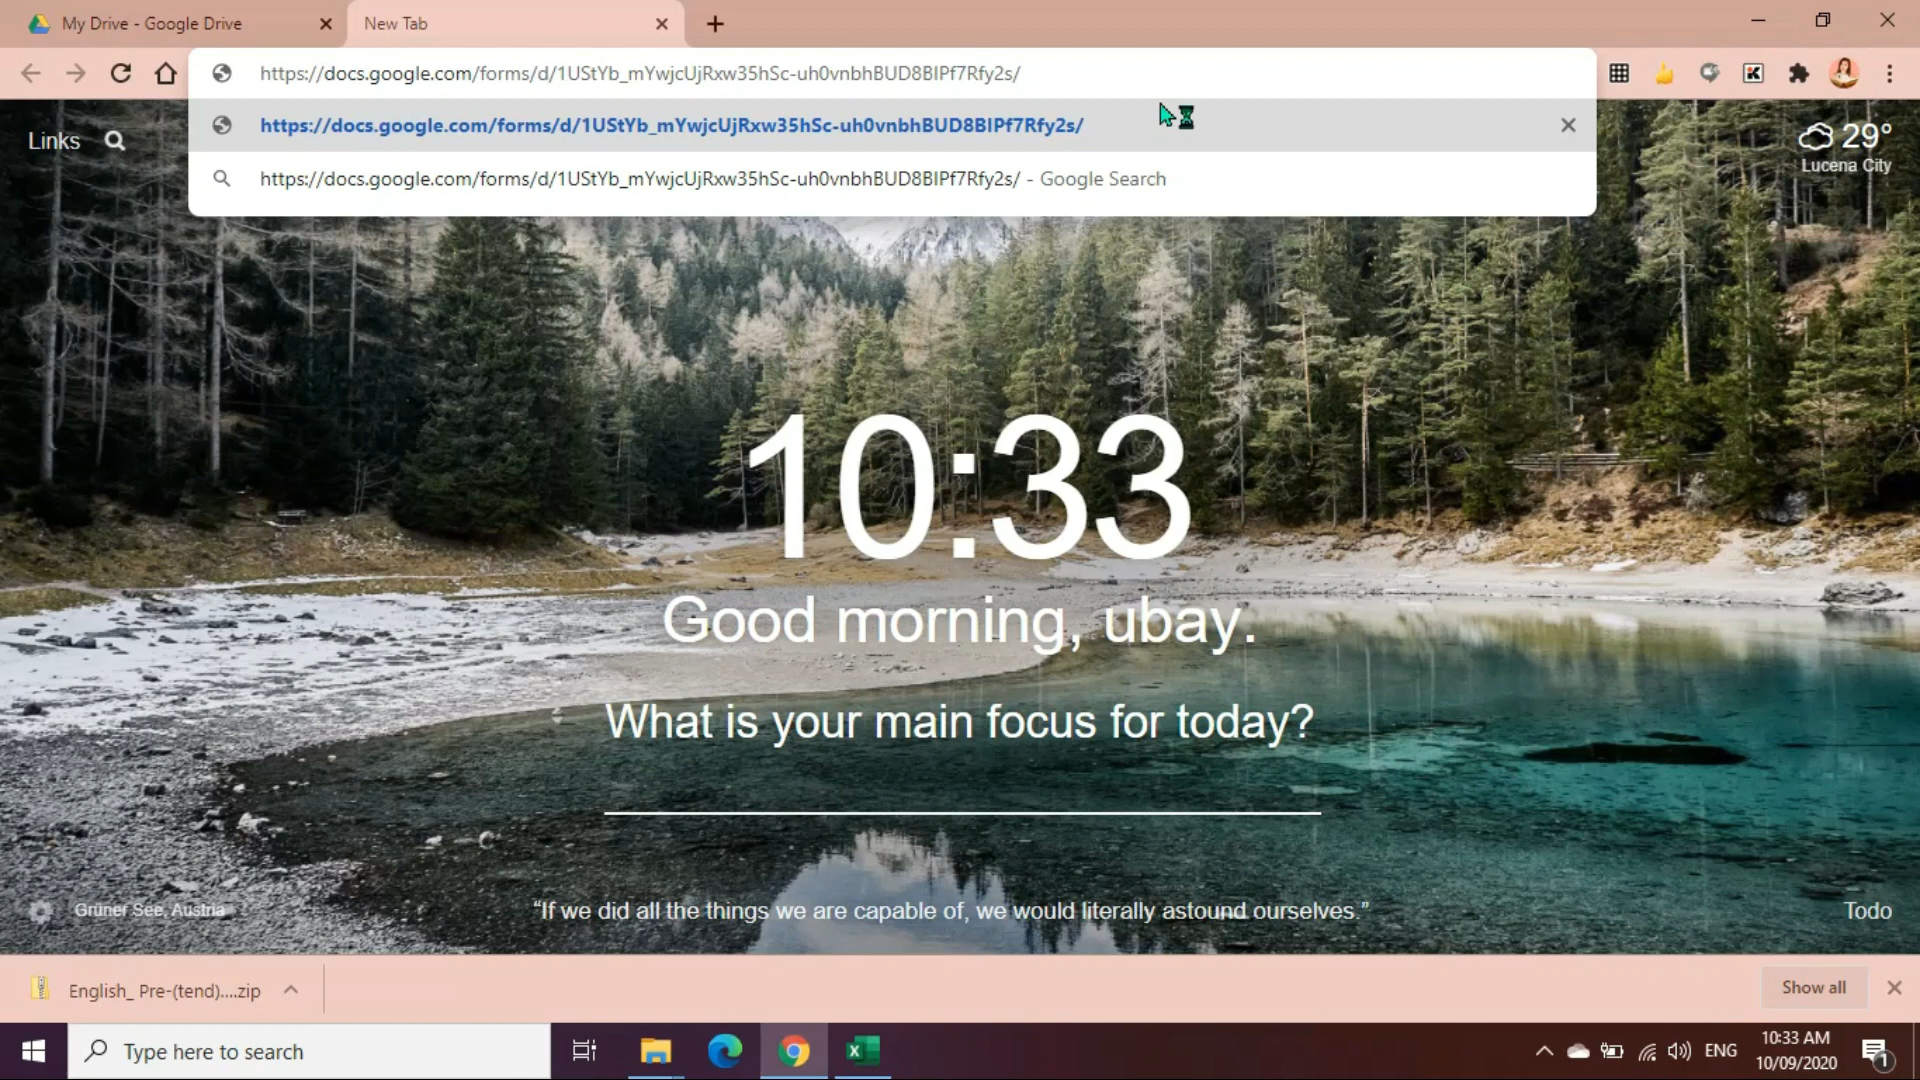 My Drive - Google Drive
New Tab
https://docs.google.com/forms/d/1UStYb_mYwjcUjRxw35hSc-uh0vnbhBUD8BIPf7Rfy2s/
https://docs.google.com/forms/d/1UStYb_mYwjcUjRxw35hSc-uh0vnbhBUD8BIPf7Rfy2s/
https://docs.google.com/forms/d/1UStYb_mYwjcUjRxw35hSc-uh0vnbhBUD8BIPf7Rfy2s/ - Google Search
Links
29°
Lucena City
10:33
Good morning, ubay.
What is your main focus for today?
Grüner See, Austria
“If we did all the things we are capable of, we would literally astound ourselves.”
Todo
English_ Pre-(tend)....zip
Show all
Type here to search
ENG
10:33 AM
10/09/2020
1